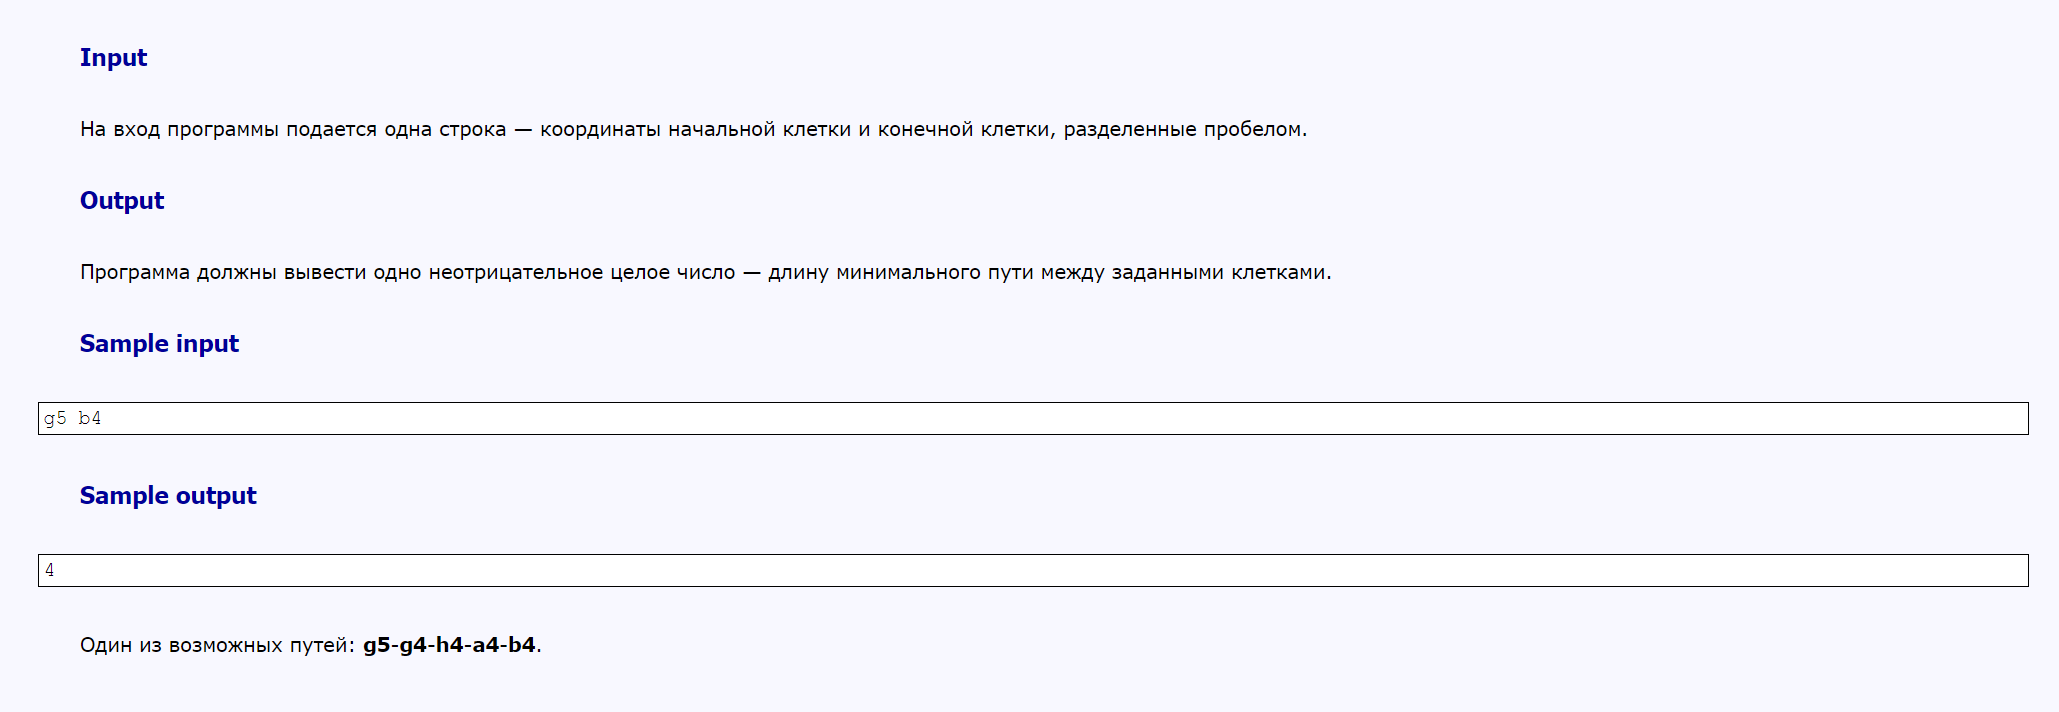 Input
На вход программы подается одна строка — координаты начальной клетки и конечной клетки, разделенные пробелом.
Output
Программа должны вывести одно неотрицательное целое число — длину минимального пути между заданными клетками.
Sample input
g5 b4
Sample output
4
Один из возможных путей: g5-g4-h4-a4-b4.